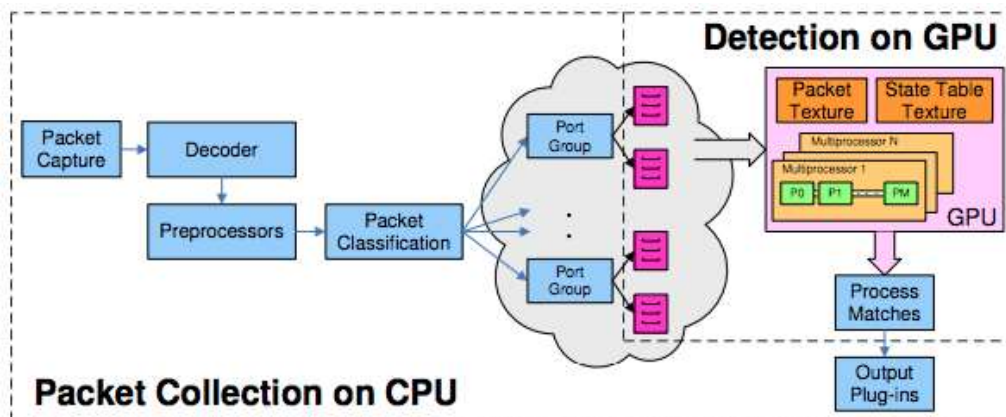 Detection on GPU
Packet
Capture
Decoder
Preprocessors
Packet
Classification
Port
Group
Port
Group
Packet
Texture
State Table
Texture
Multiprocessor N
Multiprocessor 1
P0
P1
PM
GPU
Process
Matches
Output
Plug-ins
Packet Collection on CPU